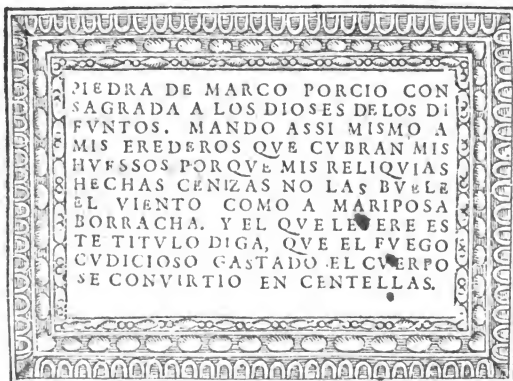 PIEDRA DE MARCO PORCIO CON
SAGRADA A LOS DIOSES DE LOS DI
FVNTOS. MANDO ASSI MISMO A
MIS EREDEROS QVE CVBRAN MIS
HVESSOS PORQVE MIS RELIQVIAS
HECHAS CENIZAS NO LAS BVELE
EL VIENTO COMO A MARIPOSA
BORRACHA. Y EL QVE LEYERE ES
TE TITVLO DIGA, QVE EL FVEGO
CVDICIOSO GASTADO EL CVERPO
SE CONVIRTIO EN CENTELLAS.